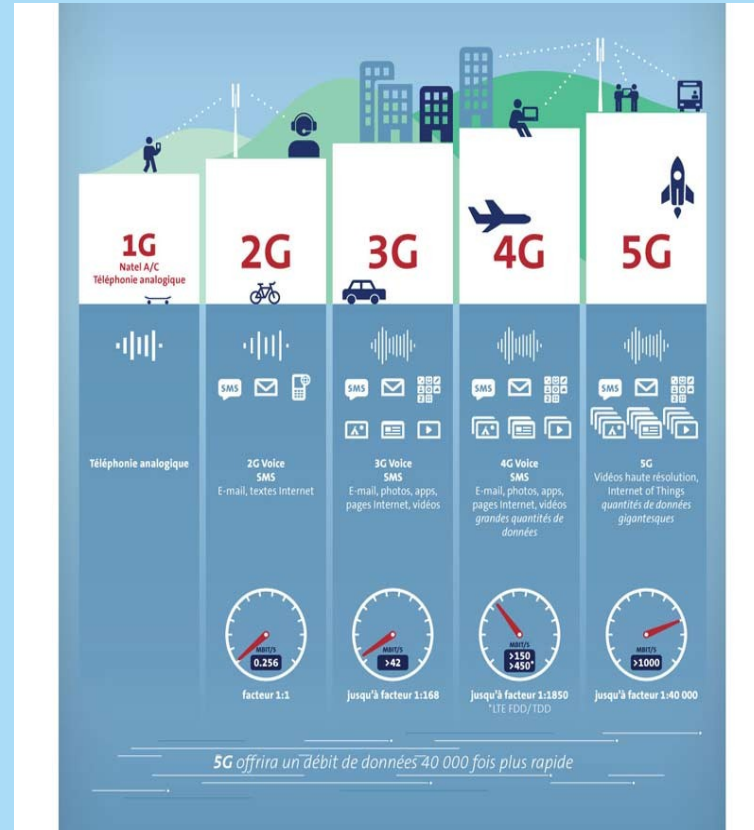 1G
Natel A/C
Téléphonie analogique
2G
3G
4G
5G
SMS
SMS
SMS
SMS
Téléphonie analogique
2G Voice
SMS
E-mail, textes Internet
3G Voice
SMS
E-mail, photos, apps,
pages Internet, vidéos
4G Voice
SMS
E-mail, photos, apps,
pages Internet, vidéos
grandes quantités de
données
5G
Vidéos haute résolution,
Internet of Things
quantités de données
gigantesques
MBIT/S
0.256
facteur 1:1
MBIT/S
>42
jusqu'à facteur 1:168
MBIT/S
>150
>450*
jusqu'à facteur 1:1850
*LTE FDD/TDD
MBIT/S
>1000
jusqu'à facteur 1:40 000
5G offrira un débit de données 40 000 fois plus rapide